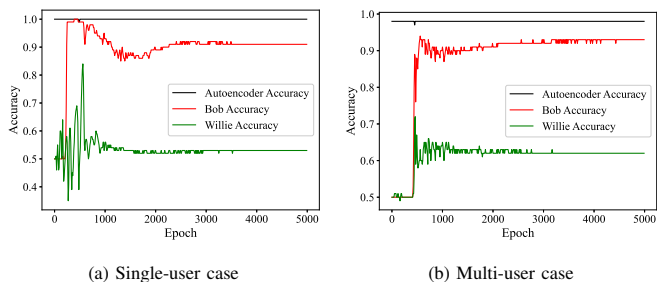 1.0
0.9
0.8
0.7
0.6
0.5
0.4
Accuracy
Autoencoder Accuracy
Bob Accuracy
Willie Accuracy
0 1000 2000 3000 4000 5000
Epoch
(a) Single-user case
1.0
0.9
0.8
0.7
0.6
0.5
Accuracy
Autoencoder Accuracy
Bob Accuracy
Willie Accuracy
0 1000 2000 3000 4000 5000
Epoch
(b) Multi-user case